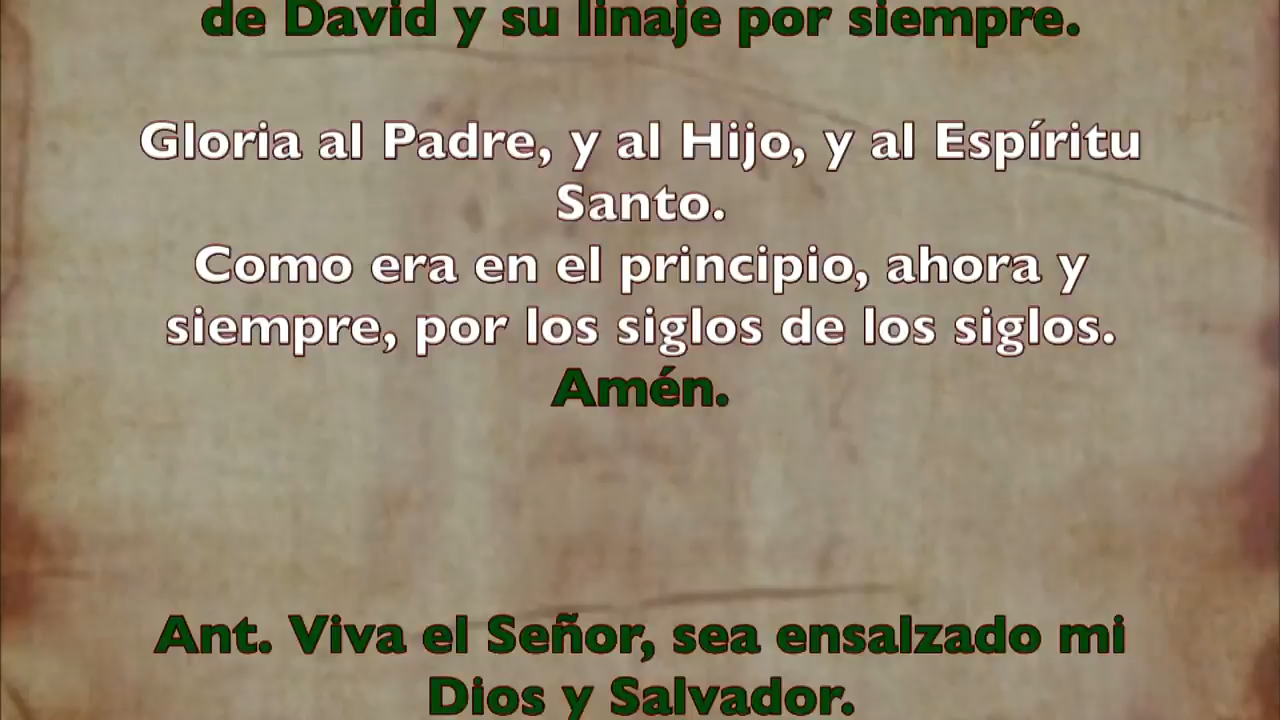 de David y su linaje por siempre.
Gloria al Padre, y al Hijo, y al Espíritu
Santo.
Como era en el principio, ahora y
siempre, por los siglos de los siglos.
Amén.
Ant. Viva el Señor, sea ensalzado mi
Dios y Salvador.